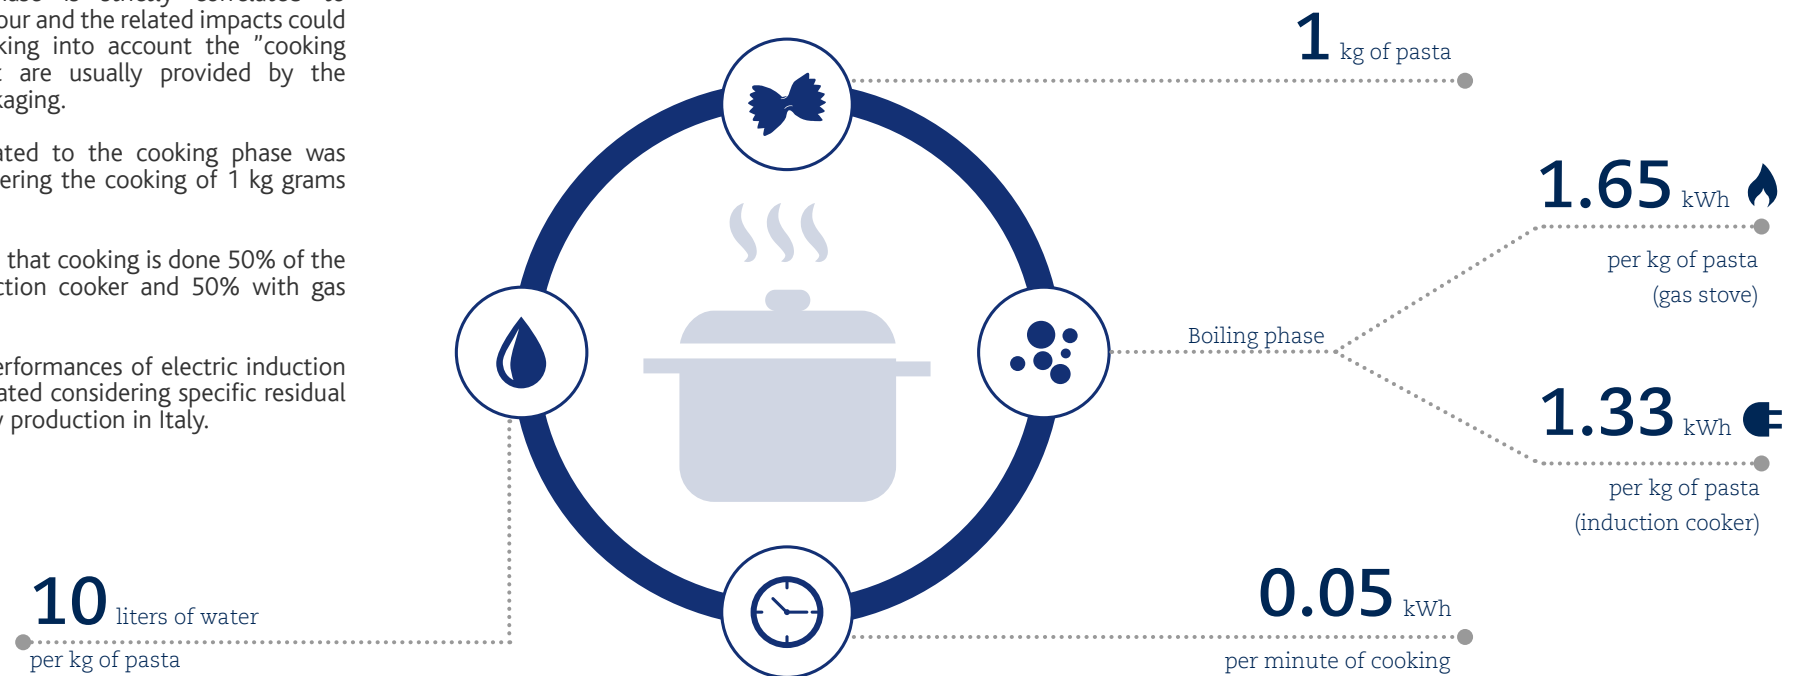 our and the related impacts could
king into account the ”cooking
are usually provided by the
ated to the cooking phase was
ering the cooking of 1 kg grams
that cooking is done 50% of the
ction cooker and 50% with gas
erformances of electric induction
ated considering specific residual
production in Italy.
1 kg of pasta
1.65 kWh
per kg of pasta
(gas stove)
Boiling phase
1.33 kWh
per kg of pasta
(induction cooker)
10 liters of water
per kg of pasta
0.05 kWh
per minute of cooking